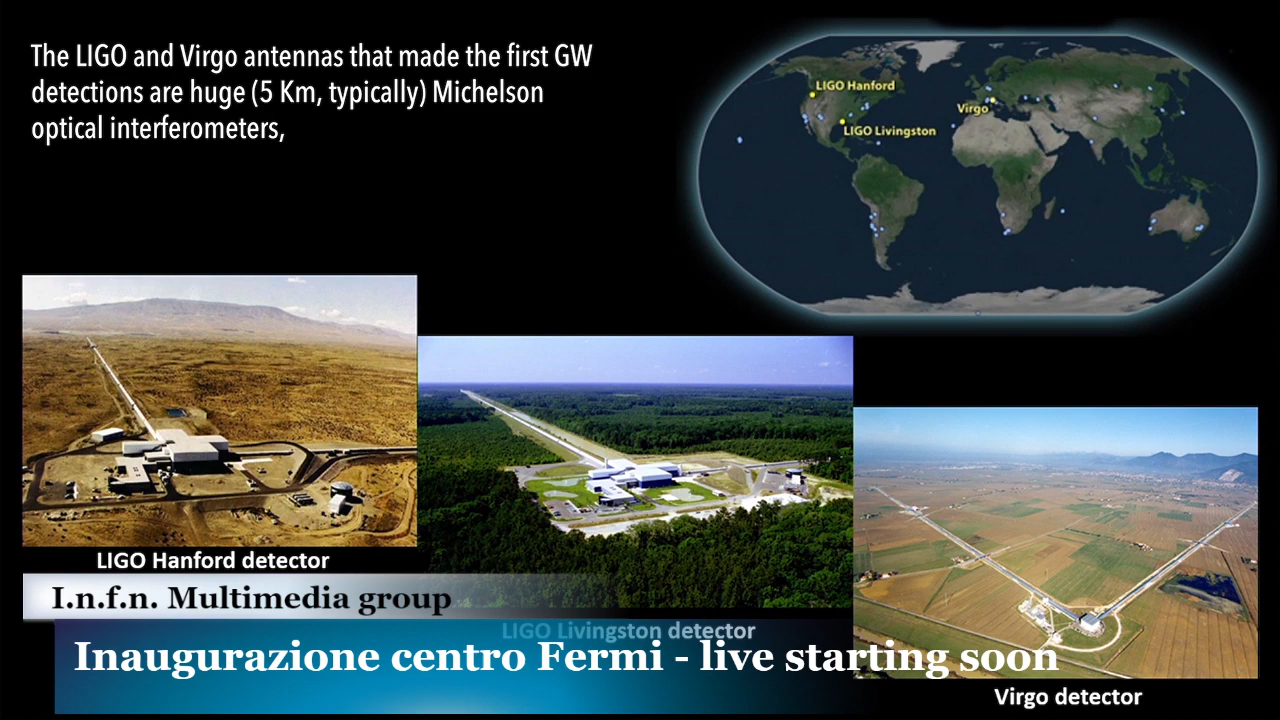 The LIGO and Virgo antennas that made the first GW
detections are huge (5 Km, typically) Michelson
optical interferometers,
LIGO Hanford
Virgo
LIGO Livingston
LIGO Hanford detector
I.n.f.n. Multimedia group
LIGO Livingston detector
Inaugurazione centro Fermi - live starting soon
Virgo detector